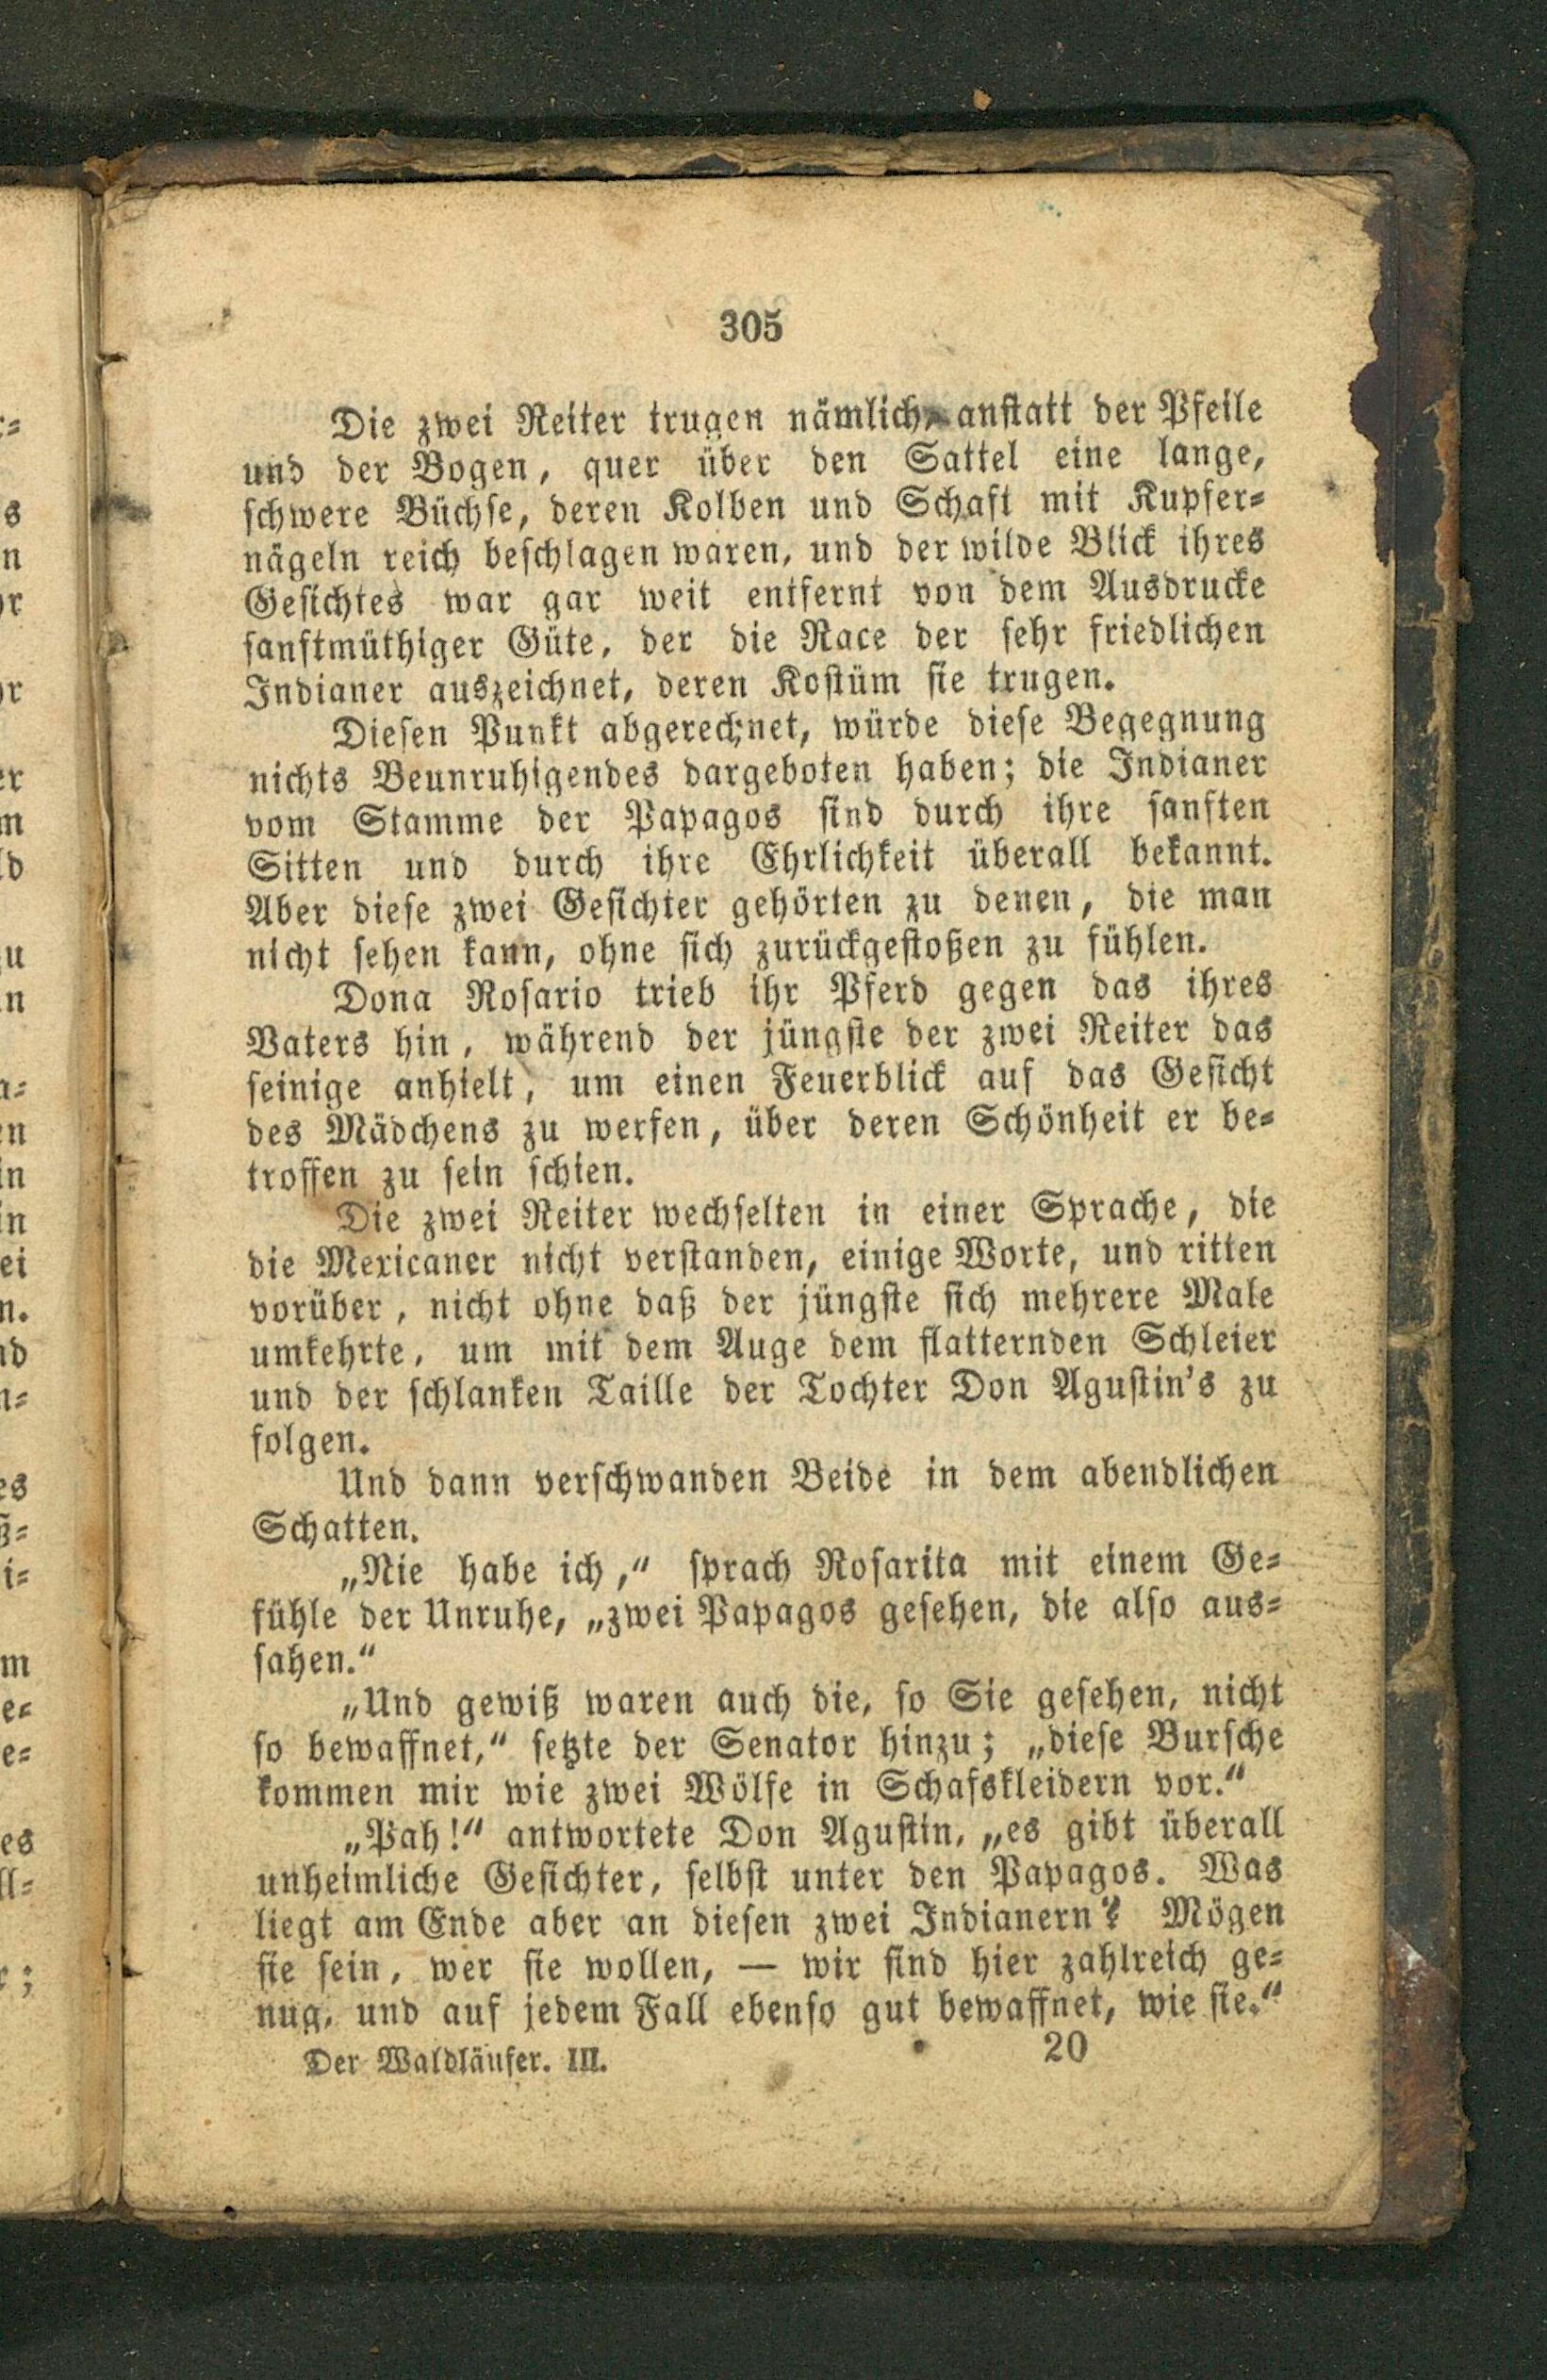 305
Die zwei Reiter trugen nämlich, anstatt der Pfeile
und der Bogen, quer über den Sattel eine lange,
schwere Büchse, deren Kolben und Schaft mit Kupfer-
nägeln reich beschlagen waren, und der wilde Blick ihres
Gesichtes war gar weit entfernt von dem Ausdrucke
sanftmüthiger Güte, der die Race der sehr friedlichen
Indianer auszeichnet, deren Kostüm sie trugen.
Diesen Punkt abgerechnet, würde diese Begegnung
nichts Beunruhigendes dargeboten haben; die Indianer
vom Stamme der Papagos sind durch ihre sanften
Sitten und durch ihre Ehrlichkeit überall bekannt.
Aber diese zwei Gesichter gehörten zu denen, die man
nicht sehen kann, ohne sich zurückgestoßen zu fühlen.
Dona Rosario trieb ihr Pferd gegen das ihres
Vaters hin, während der jüngste der zwei Reiter das
seinige anhielt, um einen Feuerblick auf das Gesicht
des Mädchens zu werfen, über deren Schönheit er be-
troffen zu sein schien.
Die zwei Reiter wechselten in einer Sprache, die
die Mexicaner nicht verstanden, einige Worte, und ritten
vorüber, nicht ohne daß der jüngste sich mehrere Male
umkehrte, um mit dem Auge dem flatternden Schleier
und der schlanken Taille der Tochter Don Agustin's zu
folgen.
Und dann verschwanden Beide in dem abendlichen
Schatten.
„Nie habe ich,“ sprach Rosarita mit einem Ge-
fühle der Unruhe, „zwei Papagos gesehen, die also aus-
sahen.“
„Und gewiß waren auch die, so Sie gesehen, nicht
so bewaffnet,“ setzte der Senator hinzu; „diese Bursche
kommen mir wie zwei Wölfe in Schafskleidern vor.“
„Pah!“ antwortete Don Agustin, „es gibt überall
unheimliche Gesichter, selbst unter den Papagos. Was
liegt am Ende aber an diesen zwei Indianern? Mögen
sie sein, wer sie wollen, — wir sind hier zahlreich ge-
nug, und auf jedem Fall ebenso gut bewaffnet, wie sie.“
Der Waldläufer. III. 20